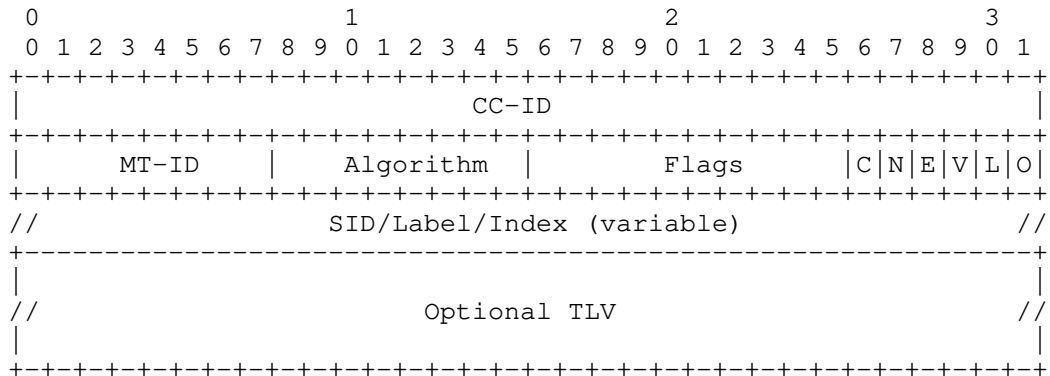 0                   1                   2                   3
 0 1 2 3 4 5 6 7 8 9 0 1 2 3 4 5 6 7 8 9 0 1 2 3 4 5 6 7 8 9 0 1
+-+-+-+-+-+-+-+-+-+-+-+-+-+-+-+-+-+-+-+-+-+-+-+-+-+-+-+-+-+-+-+-+
|                            CC-ID                              |
+-+-+-+-+-+-+-+-+-+-+-+-+-+-+-+-+-+-+-+-+-+-+-+-+-+-+-+-+-+-+-+-+
|     MT-ID     |   Algorithm   |       Flags       |C|N|E|V|L|O|
+-+-+-+-+-+-+-+-+-+-+-+-+-+-+-+-+-+-+-+-+-+-+-+-+-+-+-+-+-+-+-+-+
//                  SID/Label/Index (variable)                 //
+---------------------------------------------------------------+
|                                                               |
//                        Optional TLV                         //
|                                                               |
+-+-+-+-+-+-+-+-+-+-+-+-+-+-+-+-+-+-+-+-+-+-+-+-+-+-+-+-+-+-+-+-+